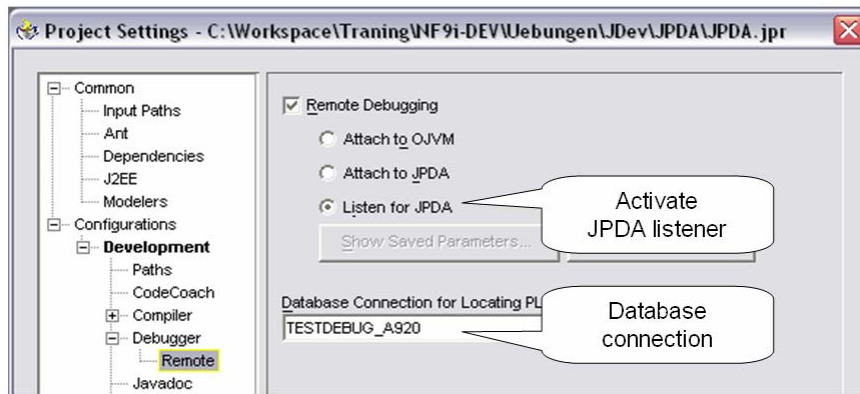 Project Settings - C:\Workspace\Traning\NF9i-DEV\Uebungen\JDev\JPDA\JPDA.jpr
Common
Input Paths
Ant
Dependencies
J2EE
Modelers
Configurations
Development
Paths
CodeCoach
Compiler
Debugger
Remote
Javadoc
Remote Debugging
Attach to OJVM
Attach to JPDA
Listen for JPDA
Show Saved Parameters...
Activate
JPDA listener
Database Connection for Locating PL
TESTDEBUG_A920
Database
connection